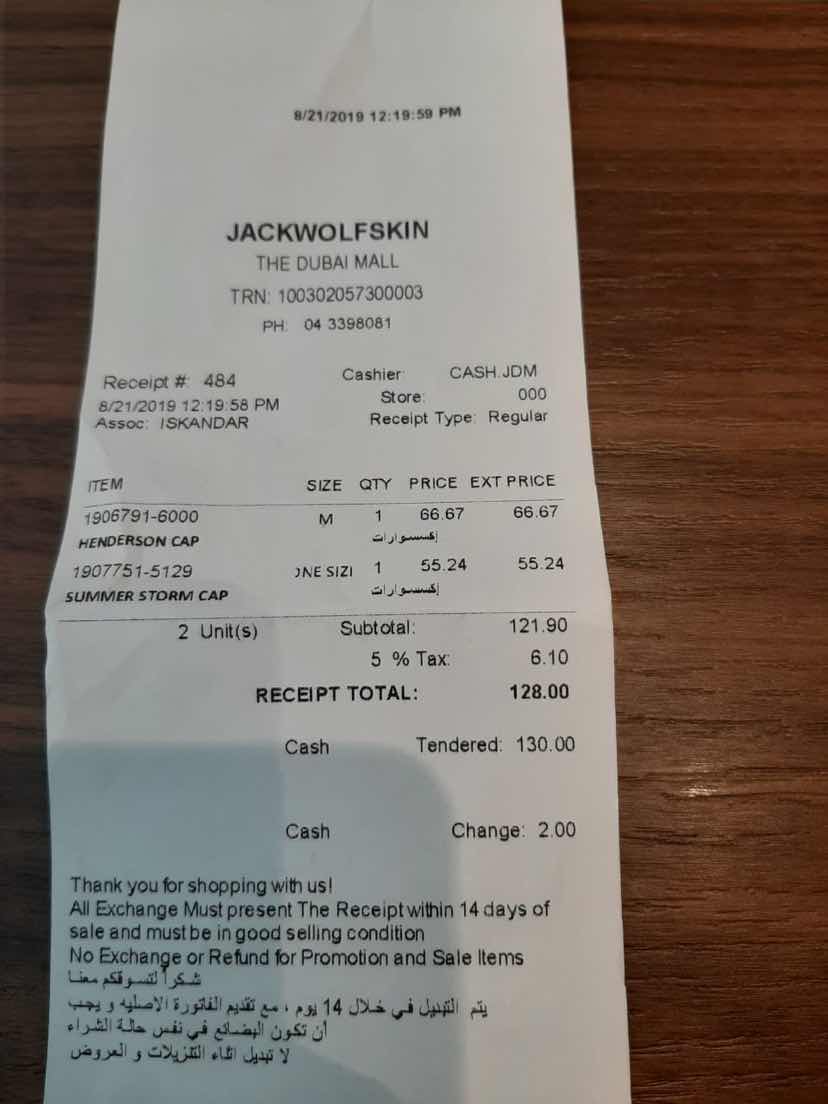 8/21/2019 12:19:59 PM
JACKWOLFSKIN
THE DUBAI MALL
TRN: 100302057300003
PH: 04 3398081
Receipt #: 484 Cashier: CASH.JDM
8/21/2019 12:19:58 PM Store: 000
Assoc: ISKANDAR Receipt Type: Regular
ITEM SIZE QTY PRICE EXT PRICE
1906791-6000 M 1 66.67 66.67
HENDERSON CAP إكسسوارات
1907751-5129 ONE SIZI 1 55.24 55.24
SUMMER STORM CAP إكسسوارات
2 Unit(s) Subtotal: 121.90
5 % Tax: 6.10
RECEIPT TOTAL: 128.00
Cash Tendered: 130.00
Cash Change: 2.00
Thank you for shopping with us!
All Exchange Must present The Receipt within 14 days of
sale and must be in good selling condition
No Exchange or Refund for Promotion and Sale Items
شكراً لتسوقكم معنا
يتم التبديل في خلال 14 يوم ، مع تقديم الفاتورة الاصليه و يجب
أن تكون البضائع في نفس حالة الشراء
لا تبديل اثناء التنزيلات و العروض